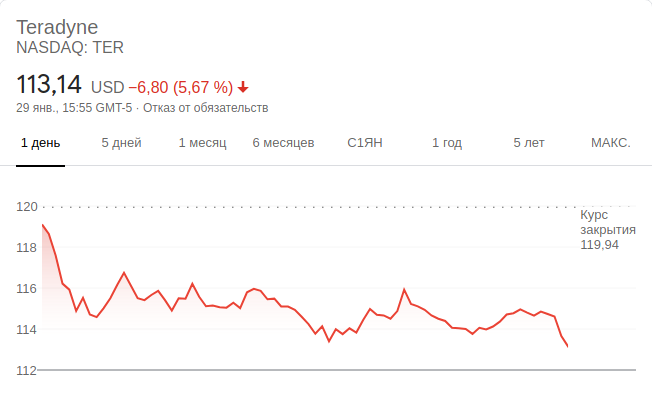 Teradyne
NASDAQ: TER
113,14 USD −6,80 (5,67 %)
29 янв., 15:55 GMT-5 · Отказ от обязательств
1 день 5 дней 1 месяц 6 месяцев С1ЯН 1 год 5 лет МАКС.
120
Курс
закрытия
119,94
118
116
114
112